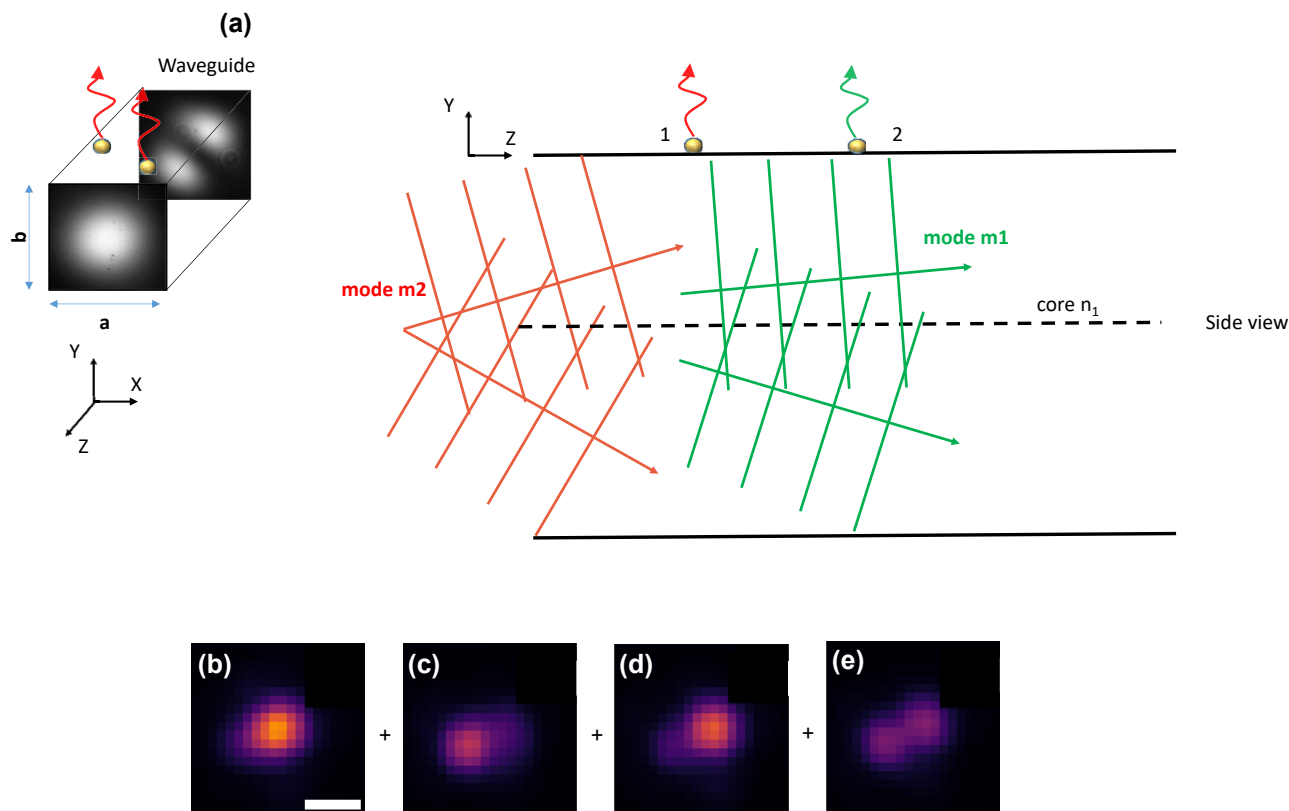 (a)
Waveguide
b
a
Y
X
Z
Y
Z
1
2
mode m1
mode m2
core n1
Side view
(b)
+
(c)
+
(d)
+
(e)